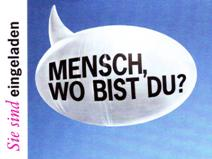 Sie sind eingeladen
MENSCH,
WO BIST DU?